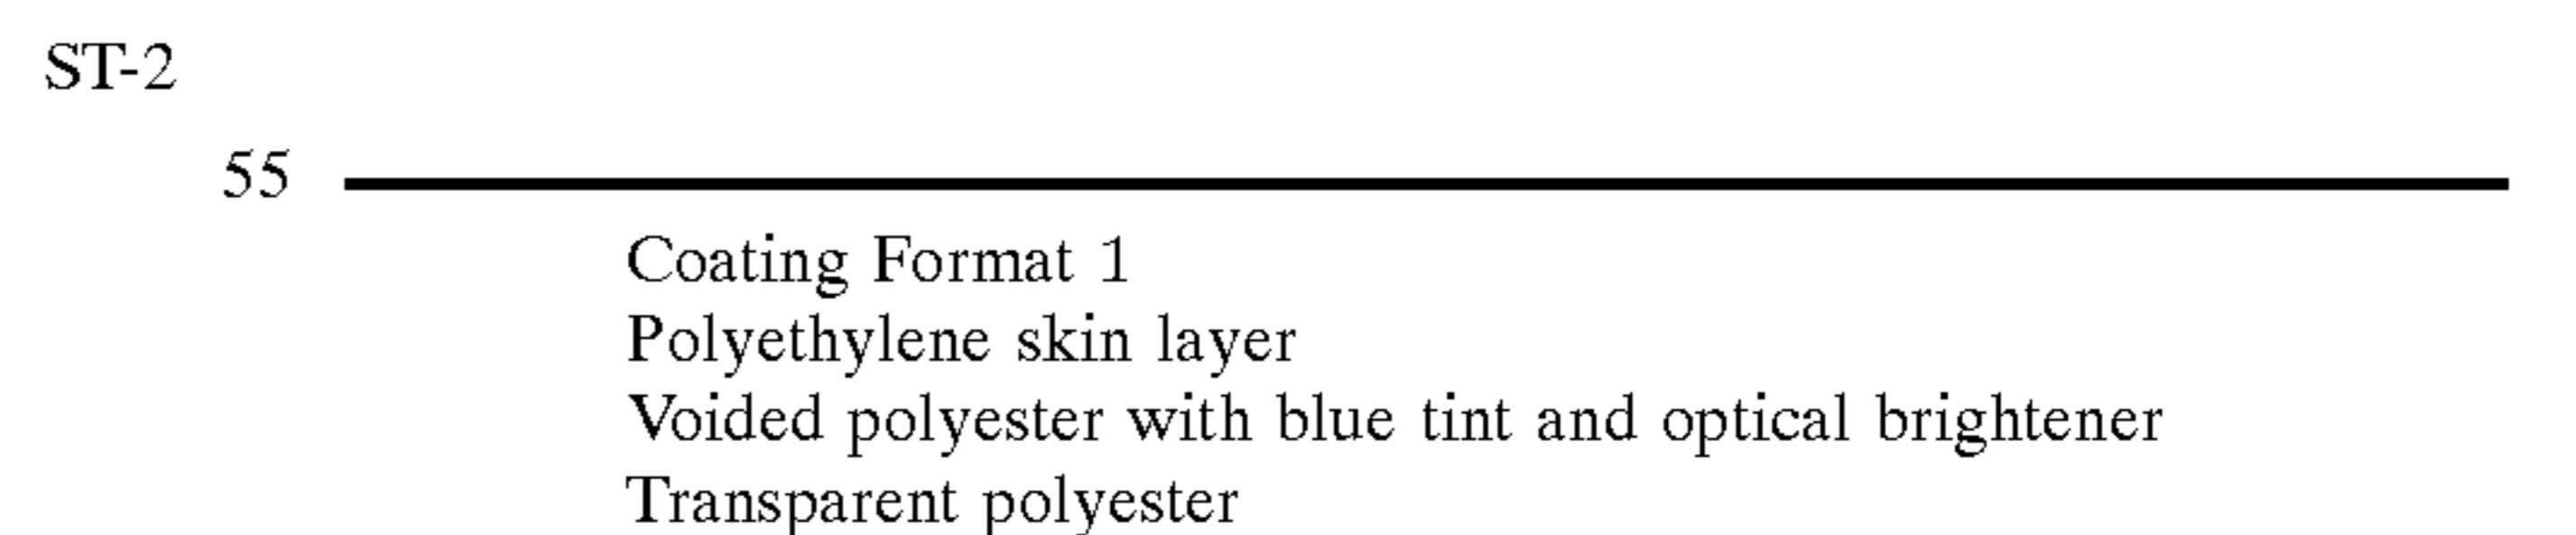 ST-2
55
Coating Format 1
Polyethylene skin layer
Voided polyester with blue tint and optical brightener
Transparent polyester